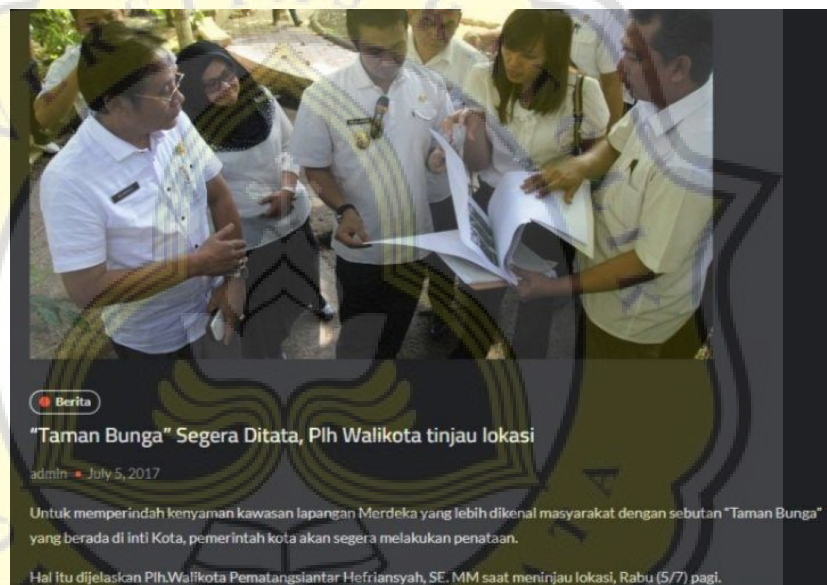 Berita
“Taman Bunga” Segera Ditata, Plh Walikota tinjau lokasi
admin • July 5, 2017
Untuk memperindah kenyaman kawasan lapangan Merdeka yang lebih dikenal masyarakat dengan sebutan “Taman Bunga”
yang berada di inti Kota, pemerintah kota akan segera melakukan penataan.
Hal itu dijelaskan Plh.Walikota Pematangsiantar Hefriansyah, SE. MM saat meninjau lokasi, Rabu (5/7) pagi.